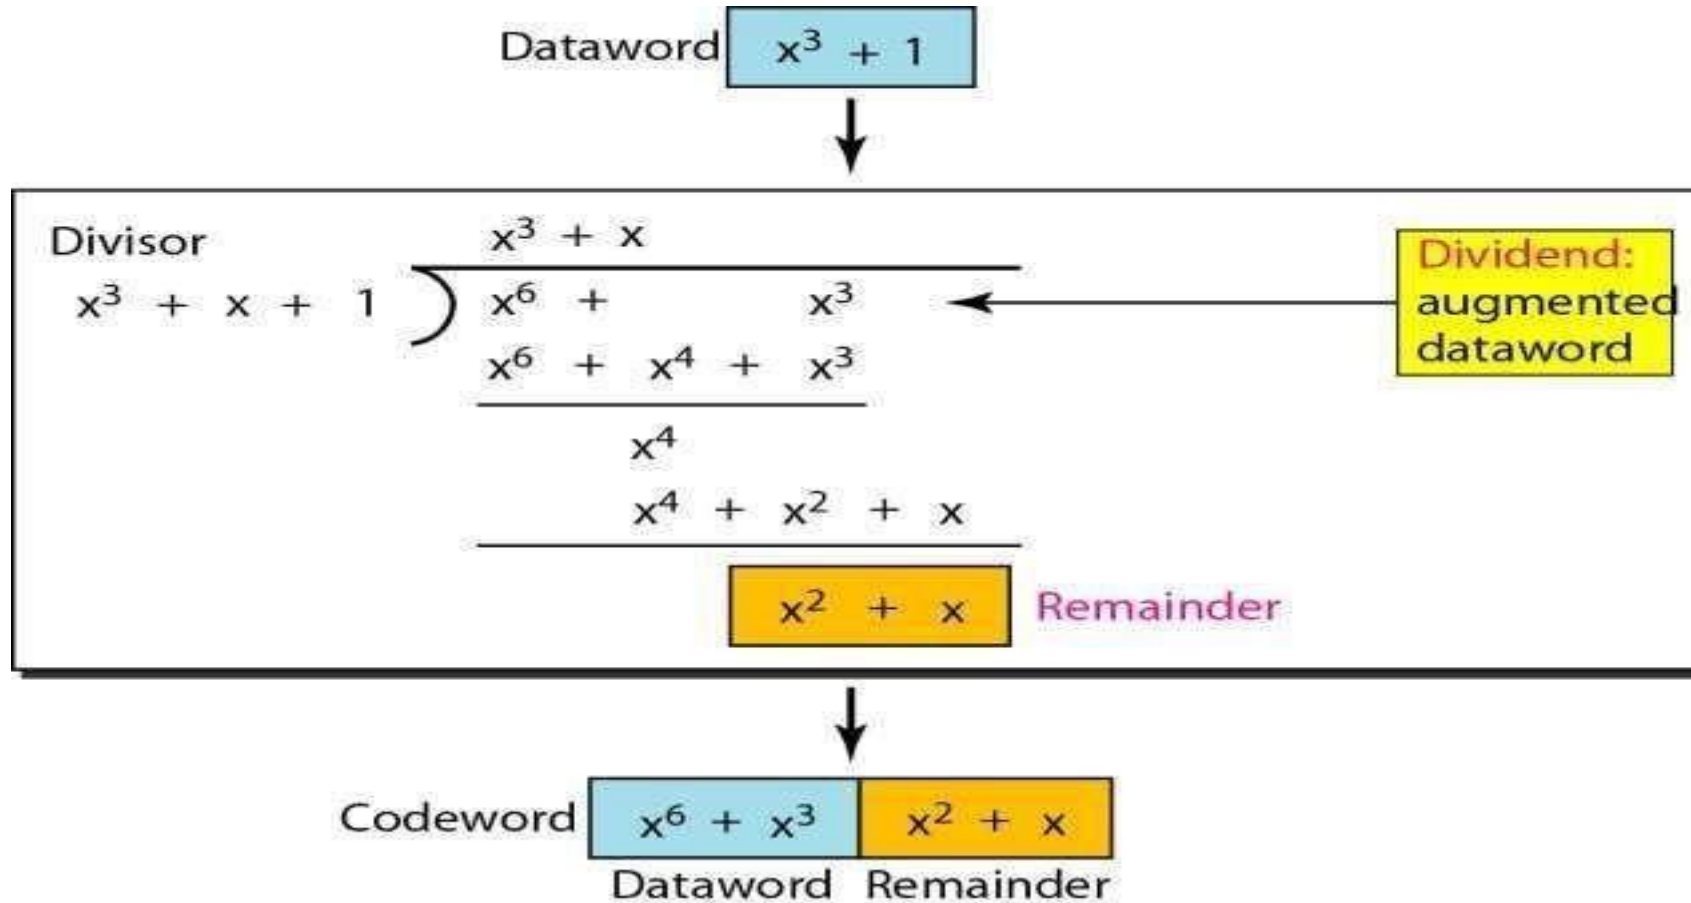 Dataword x³ + 1
Divisor
x³ + x
x³ + x + 1
x⁶ + x³
x⁶ + x⁴ + x³
x⁴
x⁴ + x² + x
x² + x
Remainder
Dividend:
augmented
dataword
Codeword x⁶ + x³ x² + x
Dataword Remainder